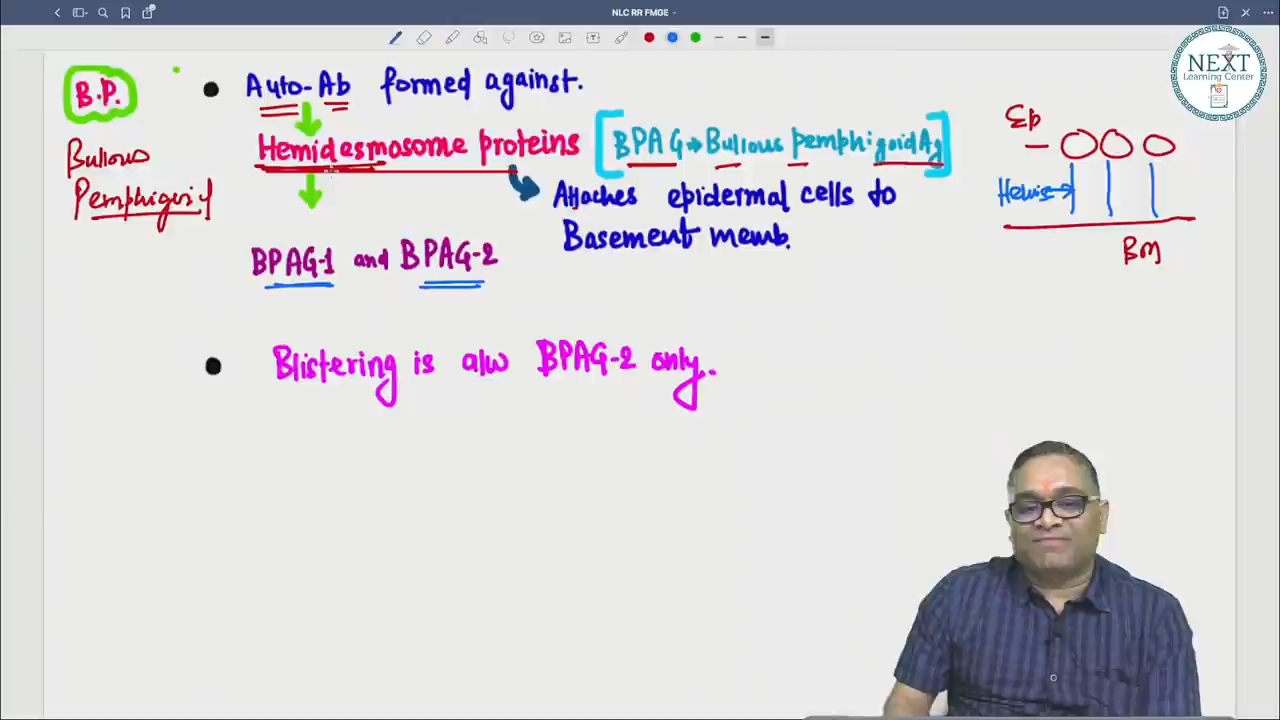 NLC RR FMGE
NEXT
Learning Center
B.P.
Bullous
Pemphigoid
• Auto-Ab formed against.
Hemidesmosome proteins [BPAG→Bullous pemphigoid Ag]
Attaches epidermal cells to
Basement memb.
BPAG-1 and BPAG-2
• Blistering is a/w BPAG-2 only.
Ep
Hemis
BM